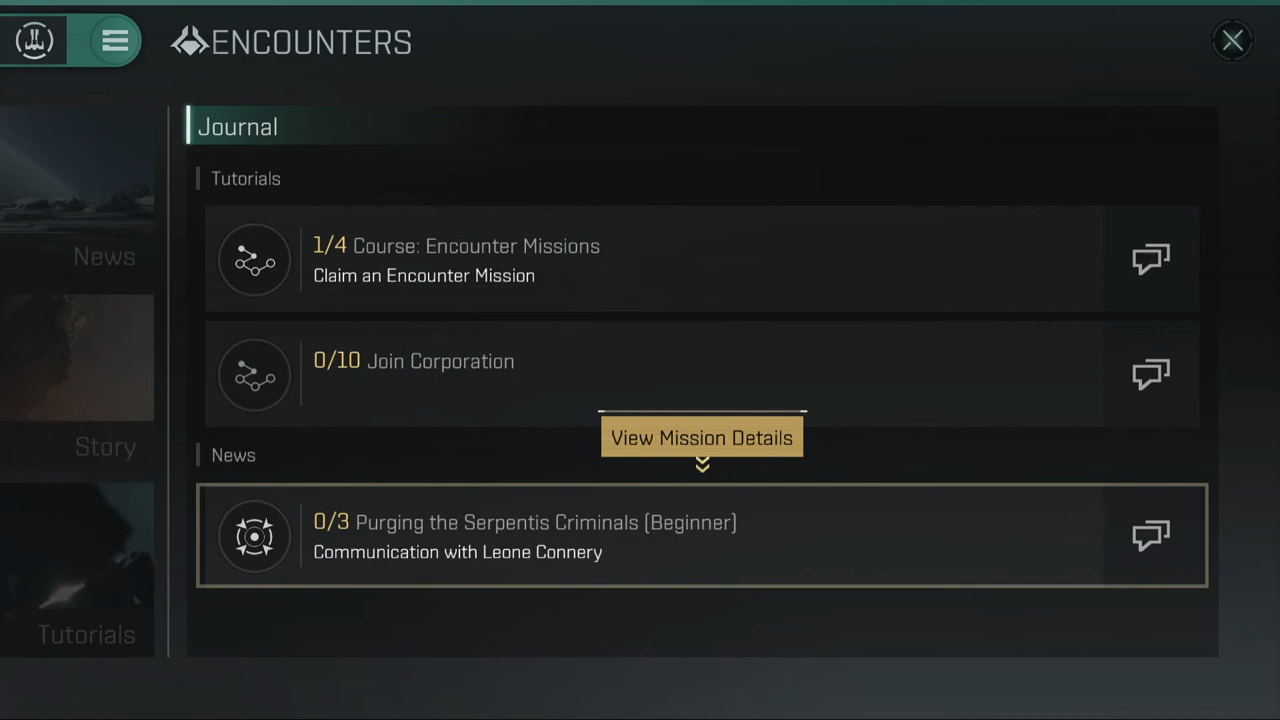 ENCOUNTERS
Journal
Tutorials
1/4 Course: Encounter Missions
Claim an Encounter Mission
0/10 Join Corporation
View Mission Details
News
0/3 Purging the Serpentis Criminals [Beginner]
Communication with Leone Connery
News
Story
Tutorials